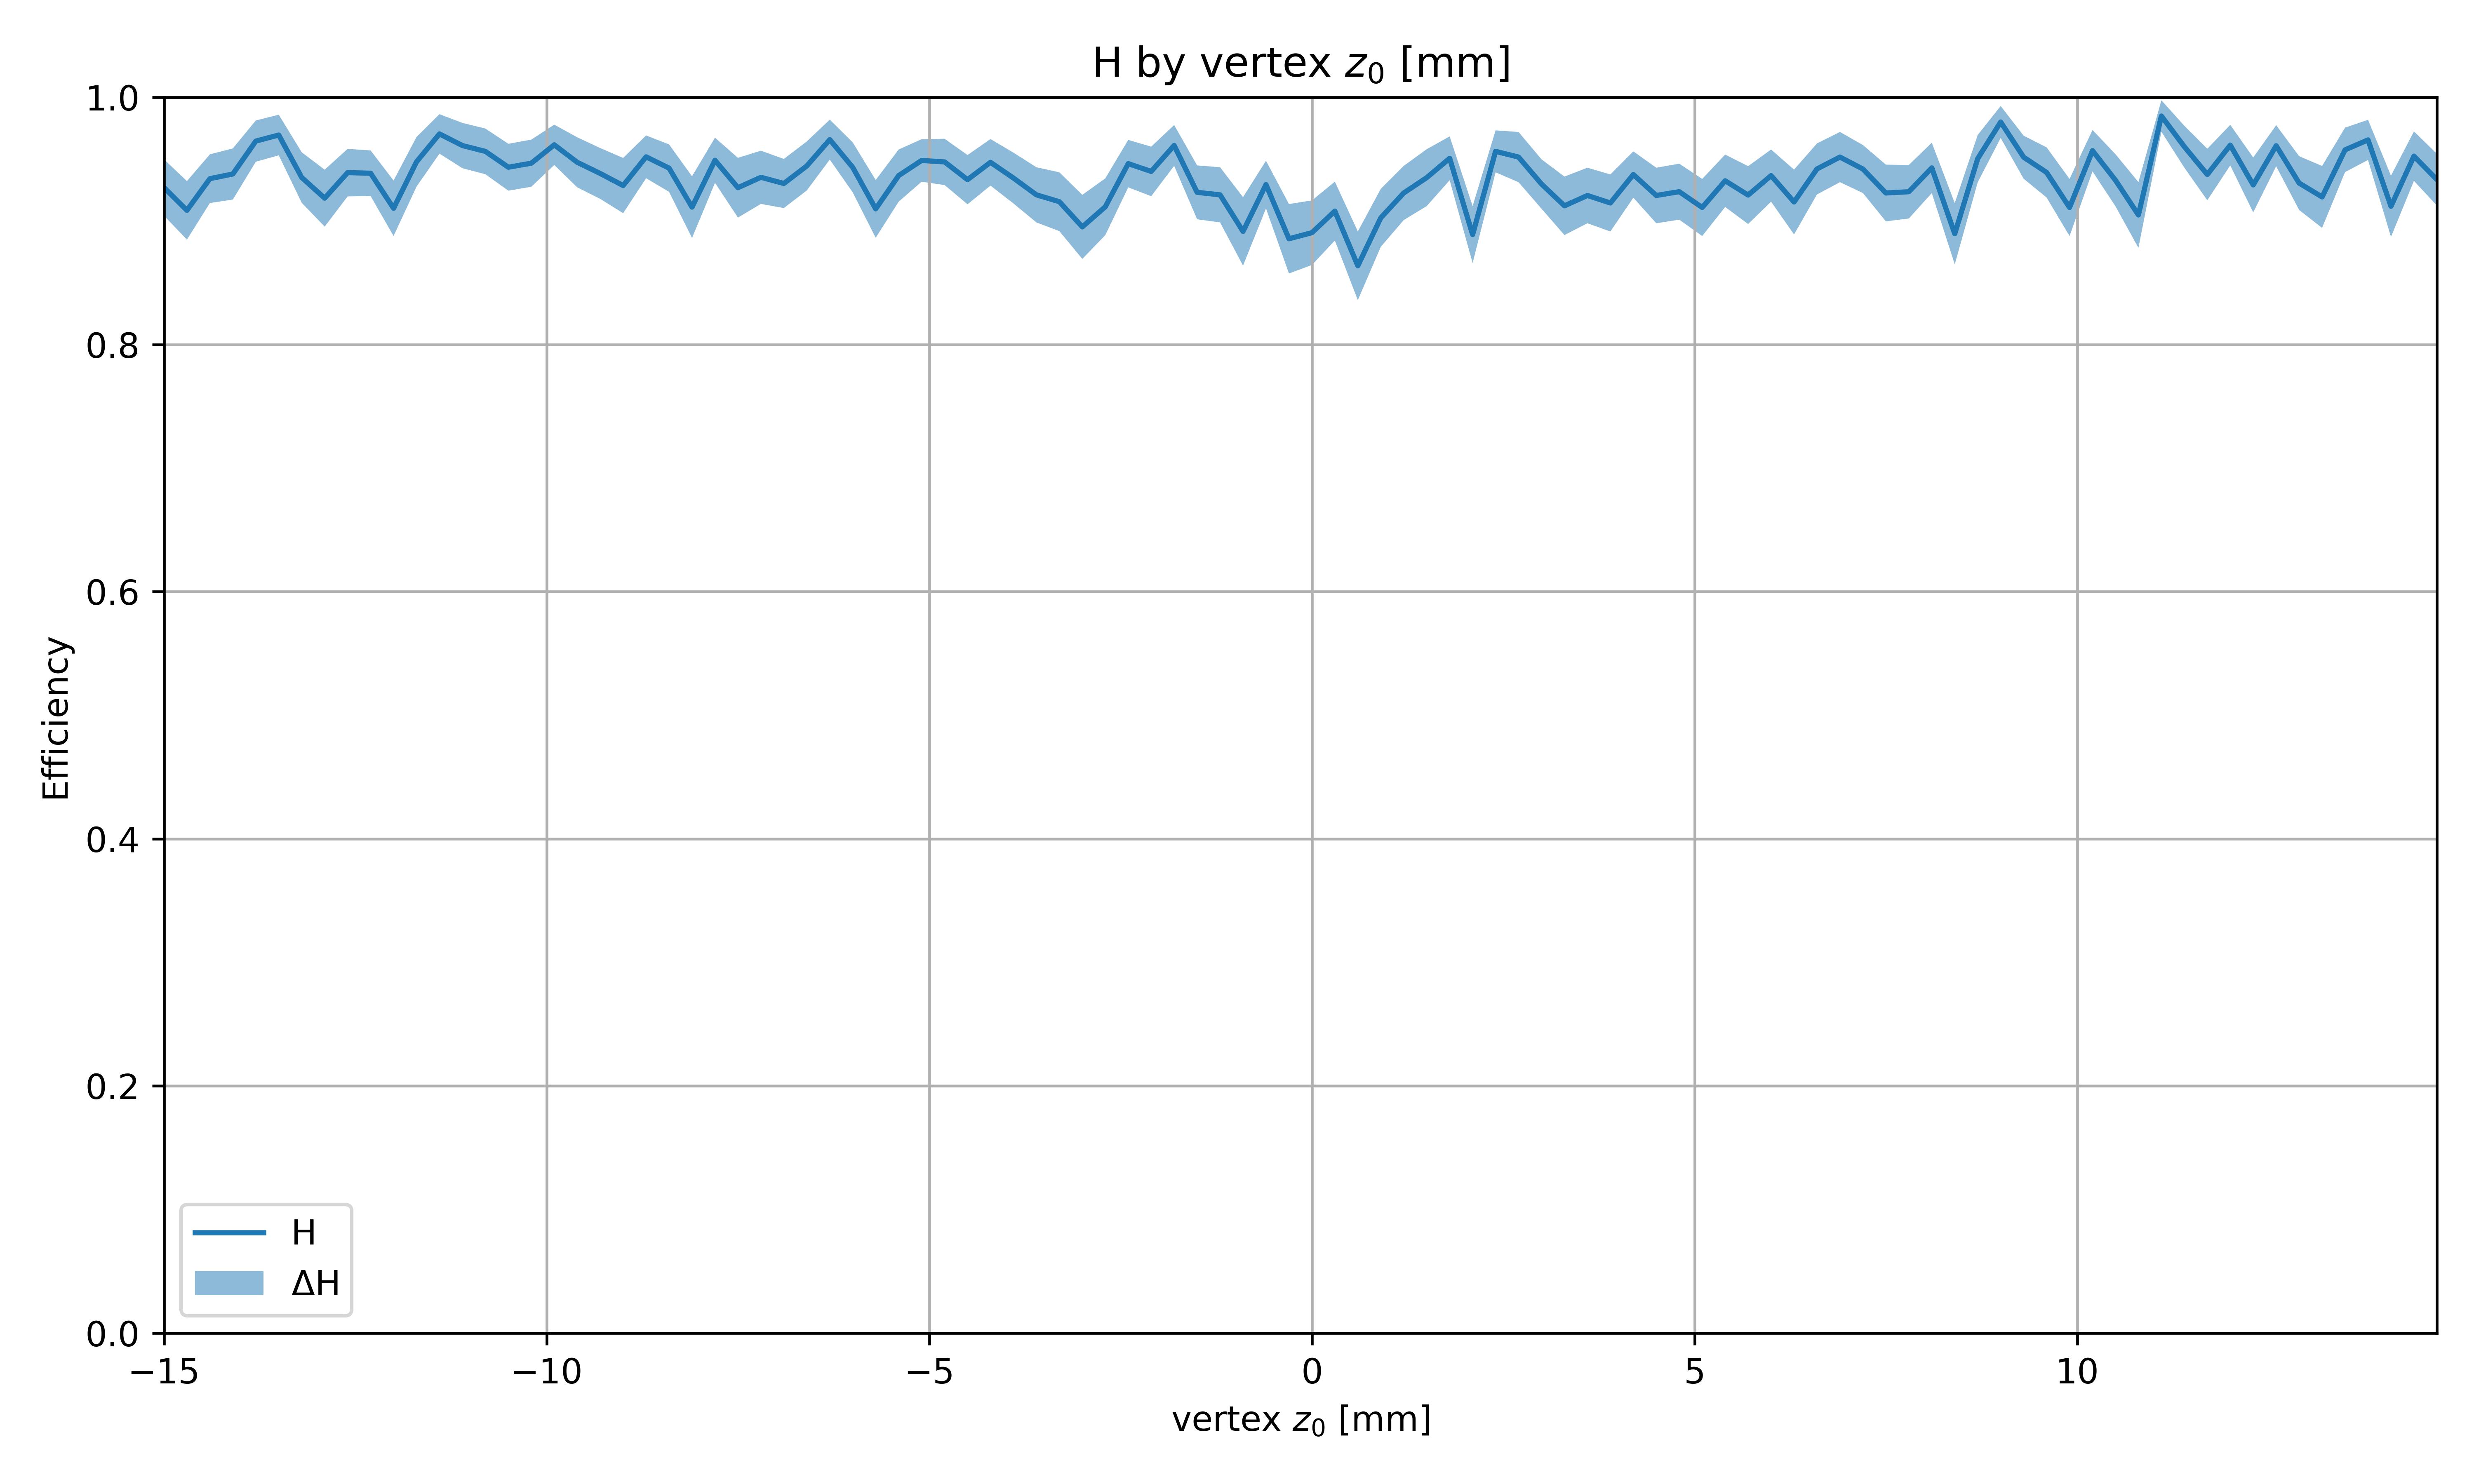 H by vertex z₀ [mm]
1.0
0.8
0.6
0.4
0.2
0.0
Efficiency
H
ΔH
−15 −10 −5 0 5 10
vertex z₀ [mm]